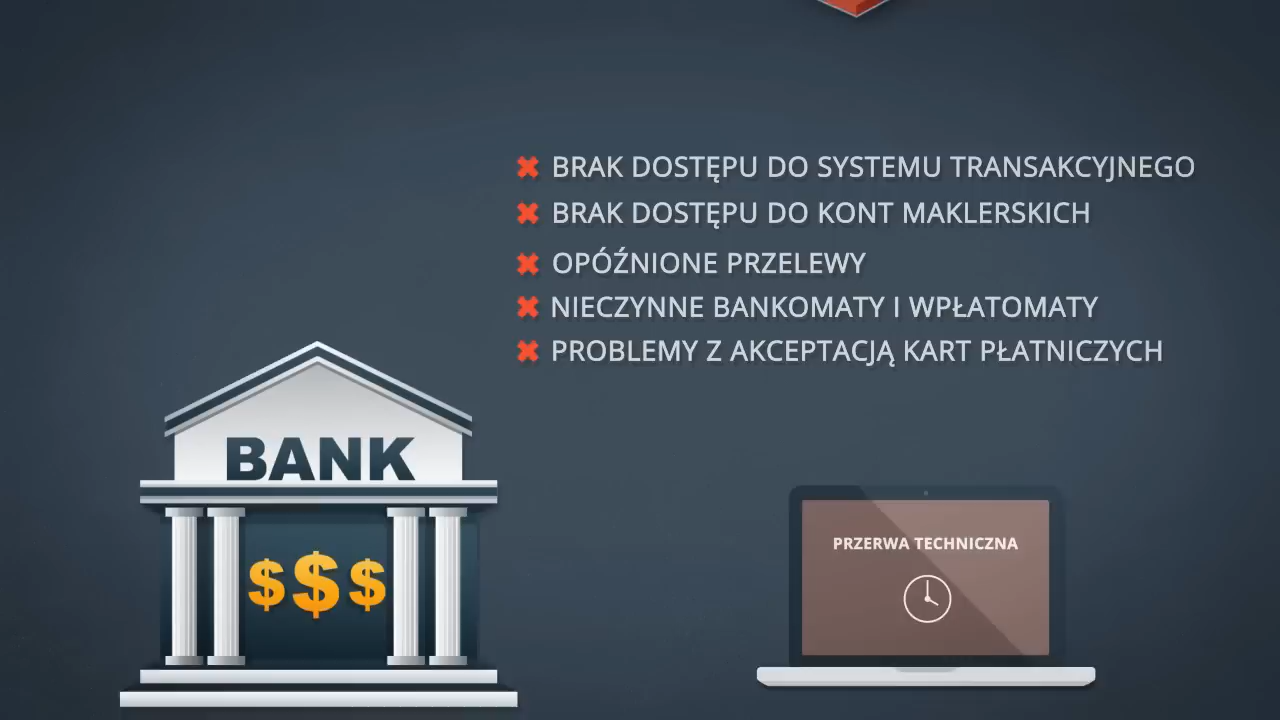 BRAK DOSTĘPU DO SYSTEMU TRANSAKCYJNEGO
BRAK DOSTĘPU DO KONT MAKLERSKICH
OPÓŹNIONE PRZELEWY
NIECZYNNE BANKOMATY I WPŁATOMATY
PROBLEMY Z AKCEPTACJĄ KART PŁATNICZYCH
BANK
$$$
PRZERWA TECHNICZNA